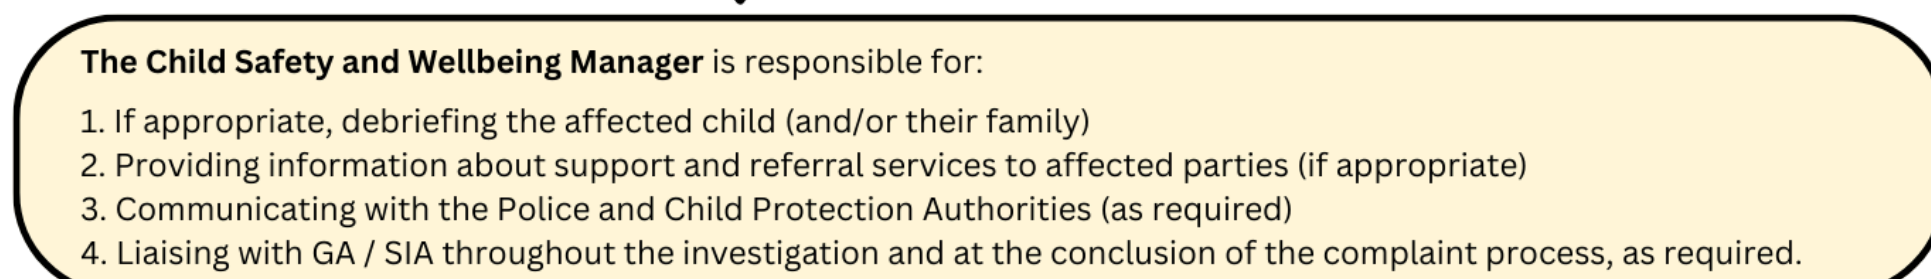 The Child Safety and Wellbeing Manager is responsible for:
1. If appropriate, debriefing the affected child (and/or their family)
2. Providing information about support and referral services to affected parties (if appropriate)
3. Communicating with the Police and Child Protection Authorities (as required)
4. Liaising with GA / SIA throughout the investigation and at the conclusion of the complaint process, as required.